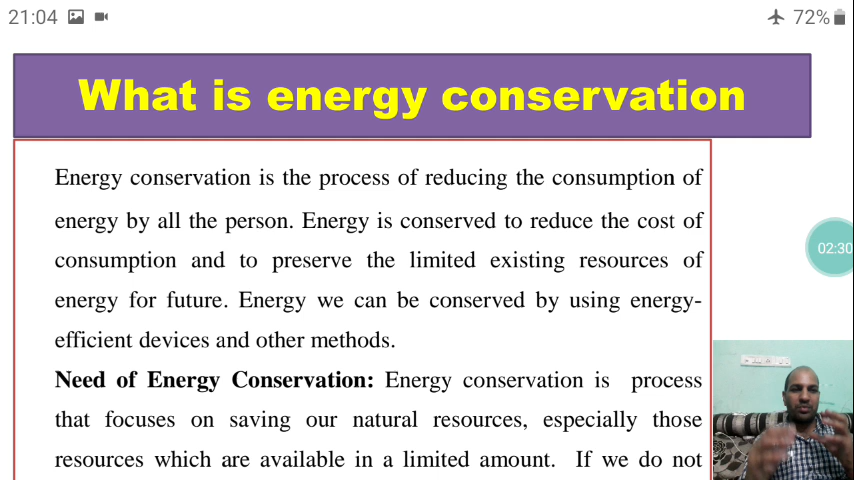 21:04
72%
What is energy conservation
Energy conservation is the process of reducing the consumption of
energy by all the person. Energy is conserved to reduce the cost of
consumption and to preserve the limited existing resources of
energy for future. Energy we can be conserved by using energy-
efficient devices and other methods.
Need of Energy Conservation: Energy conservation is process
that focuses on saving our natural resources, especially those
resources which are available in a limited amount. If we do not
02:30